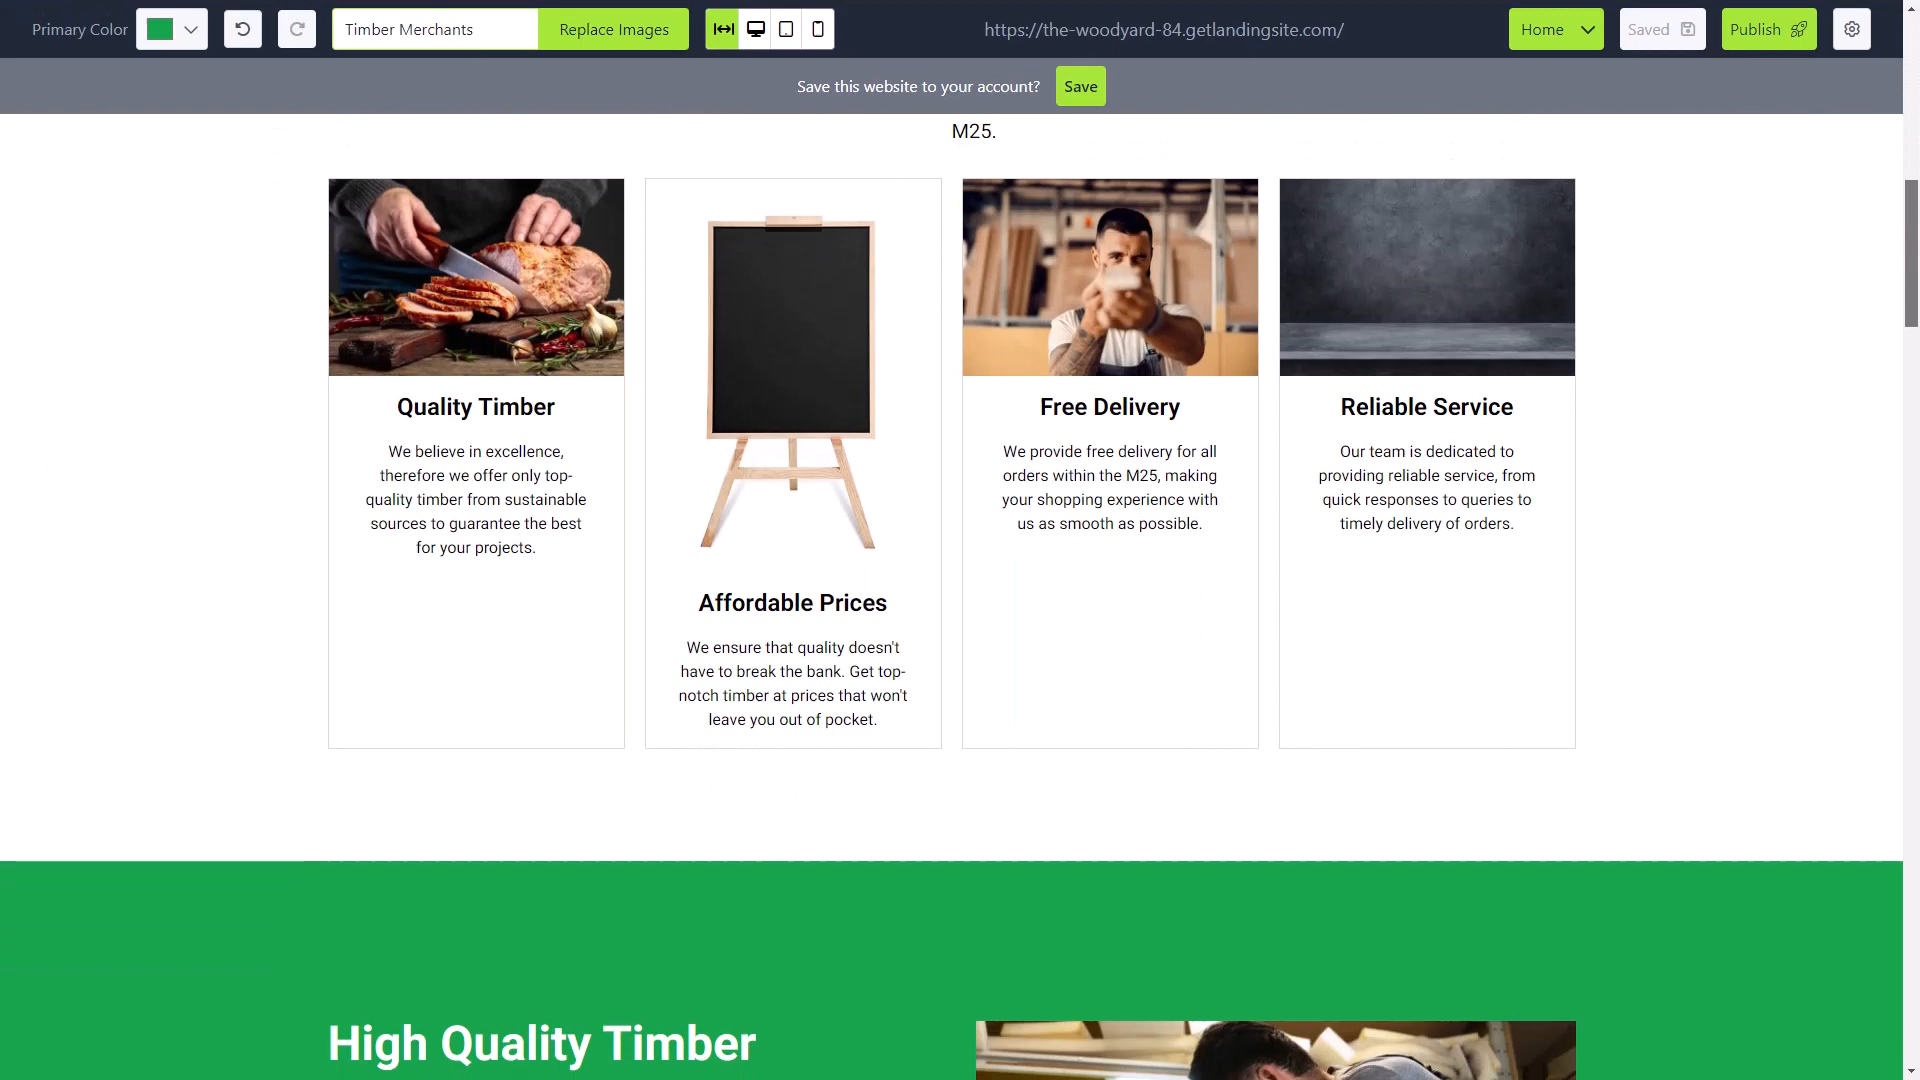 Primary Color
Timber Merchants
Replace Images
https://the-woodyard-84.getlandingsite.com/
Home
Saved
Publish
Save this website to your account?
Save
M25.
Quality Timber
We believe in excellence,
therefore we offer only top-
quality timber from sustainable
sources to guarantee the best
for your projects.
Affordable Prices
We ensure that quality doesn't
have to break the bank. Get top-
notch timber at prices that won't
leave you out of pocket.
Free Delivery
We provide free delivery for all
orders within the M25, making
your shopping experience with
us as smooth as possible.
Reliable Service
Our team is dedicated to
providing reliable service, from
quick responses to queries to
timely delivery of orders.
High Quality Timber